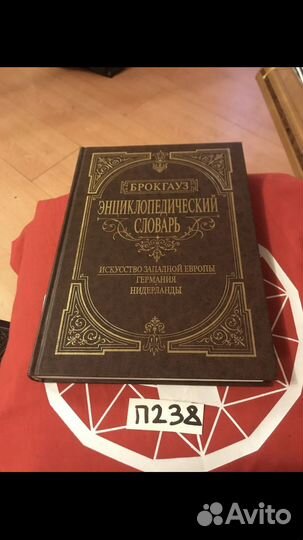 БРОКГАУЗ
ЭНЦИКЛОПЕДИЧЕСКИЙ
СЛОВАРЬ
ИСКУССТВО ЗАПАДНОЙ ЕВРОПЫ
ГЕРМАНИЯ
НИДЕРЛАНДЫ
П238
Avito